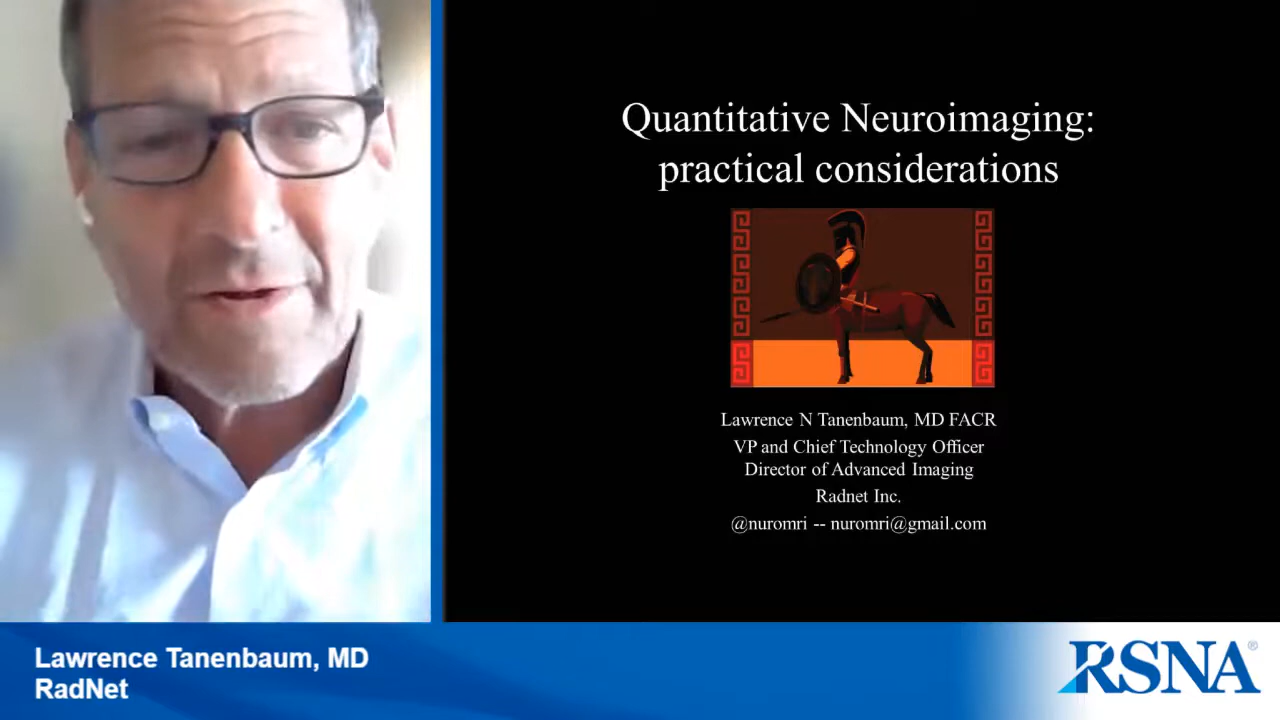 Quantitative Neuroimaging:
practical considerations
Lawrence N Tanenbaum, MD FACR
VP and Chief Technology Officer
Director of Advanced Imaging
Radnet Inc.
@nuromri -- nuromri@gmail.com
Lawrence Tanenbaum, MD
RadNet
RSNA®